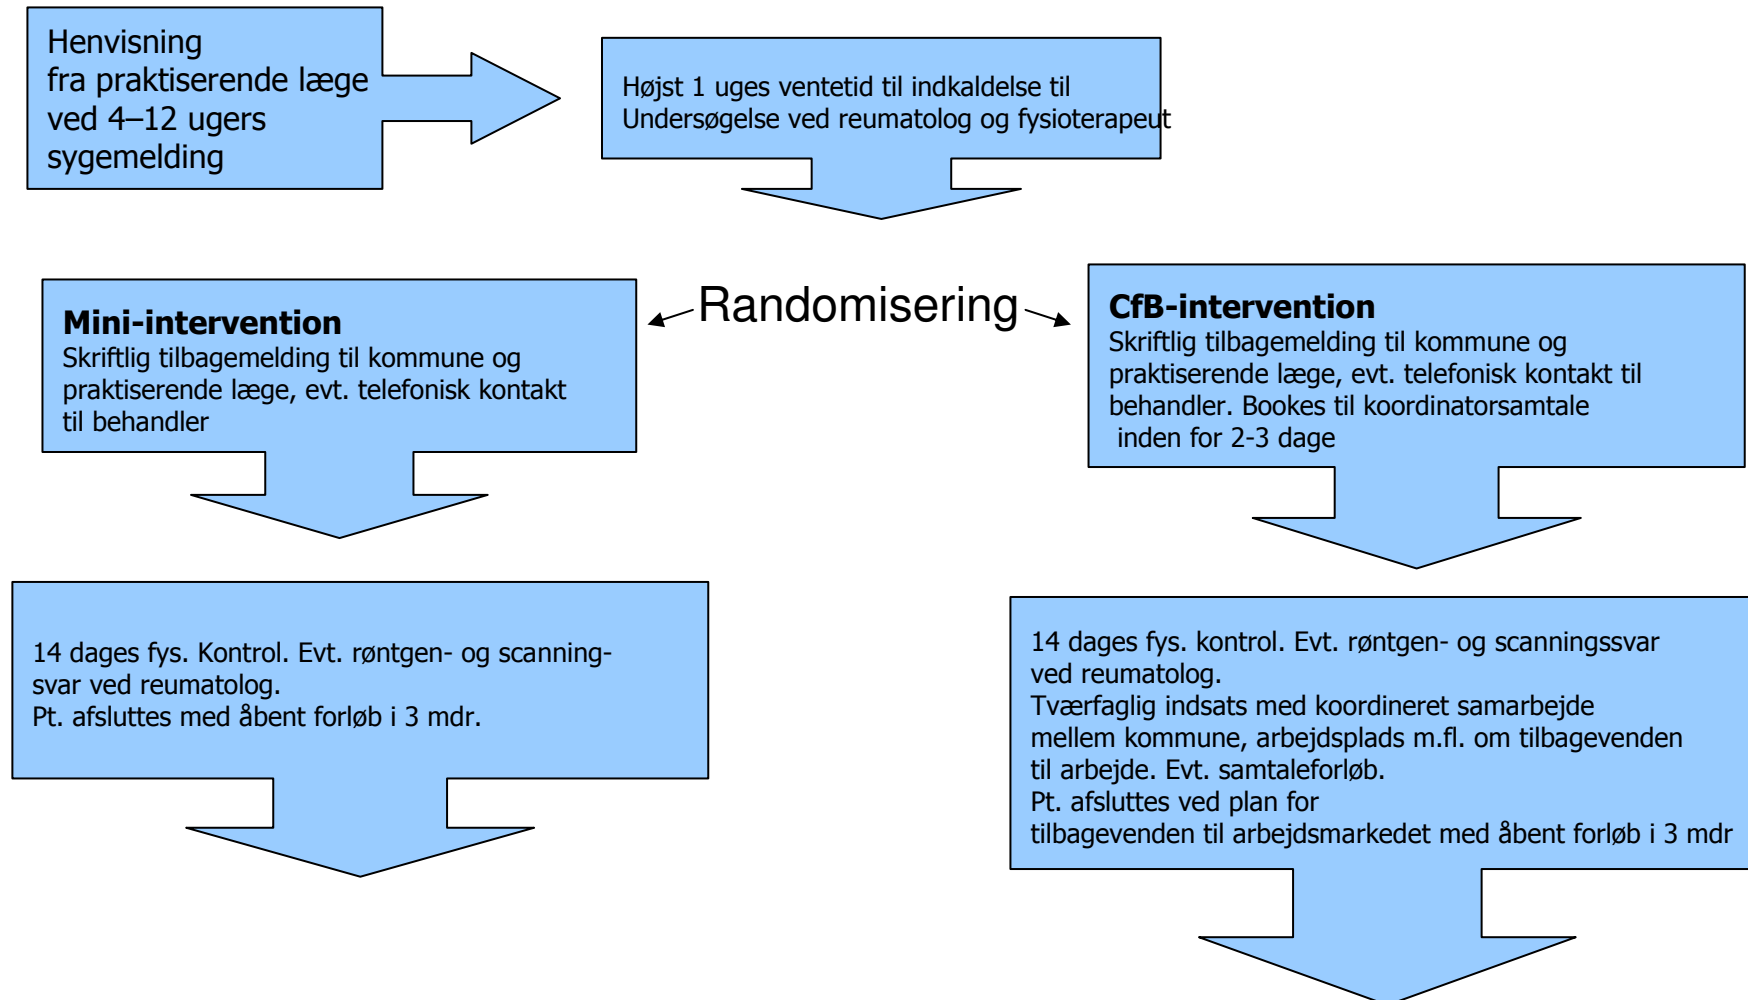 Henvisning
fra praktiserende læge
ved 4–12 ugers
sygemelding
Højst 1 uges ventetid til indkaldelse til
Undersøgelse ved reumatolog og fysioterapeut
Randomisering
Mini-intervention
Skriftlig tilbagemelding til kommune og
praktiserende læge, evt. telefonisk kontakt
til behandler
CfB-intervention
Skriftlig tilbagemelding til kommune og
praktiserende læge, evt. telefonisk kontakt til
behandler. Bookes til koordinatorsamtale
inden for 2-3 dage
14 dages fys. Kontrol. Evt. røntgen- og scanning-
svar ved reumatolog.
Pt. afsluttes med åbent forløb i 3 mdr.
14 dages fys. kontrol. Evt. røntgen- og scanningssvar
ved reumatolog.
Tværfaglig indsats med koordineret samarbejde
mellem kommune, arbejdsplads m.fl. om tilbagevenden
til arbejde. Evt. samtaleforløb.
Pt. afsluttes ved plan for
tilbagevenden til arbejdsmarkedet med åbent forløb i 3 mdr